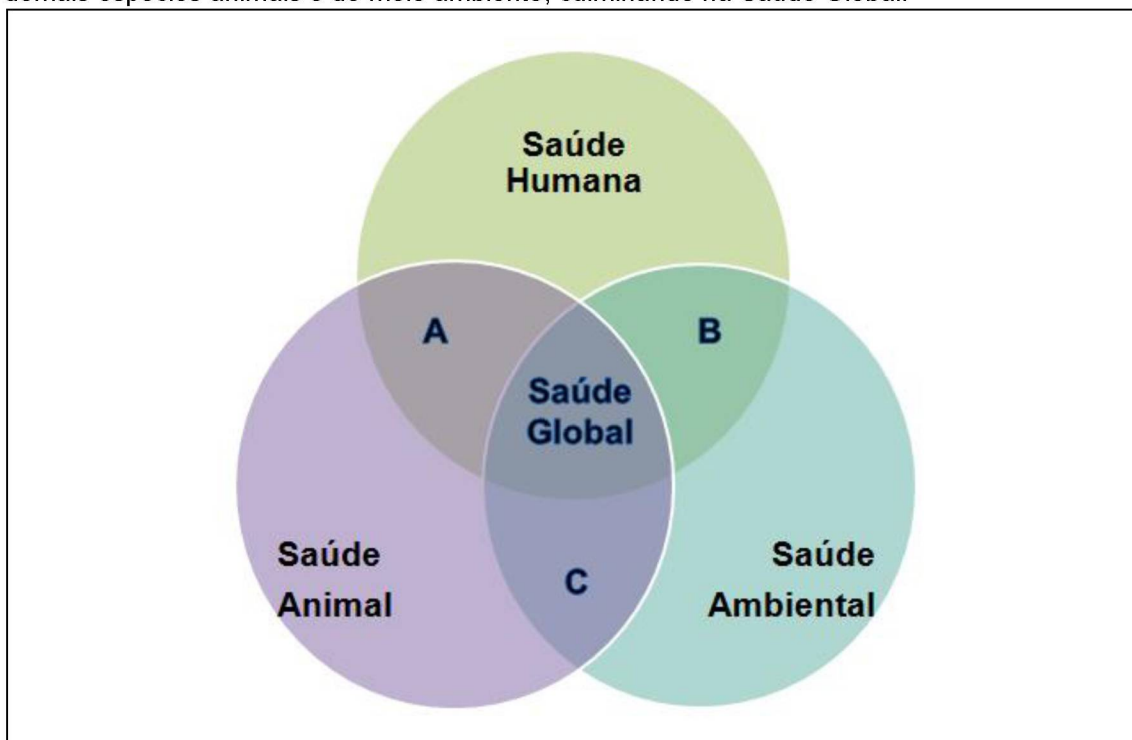 demais espécies animais e do meio ambiente, culminando na Saúde Global.
Saúde
Humana
A
B
Saúde
Global
Saúde
Animal
C
Saúde
Ambiental